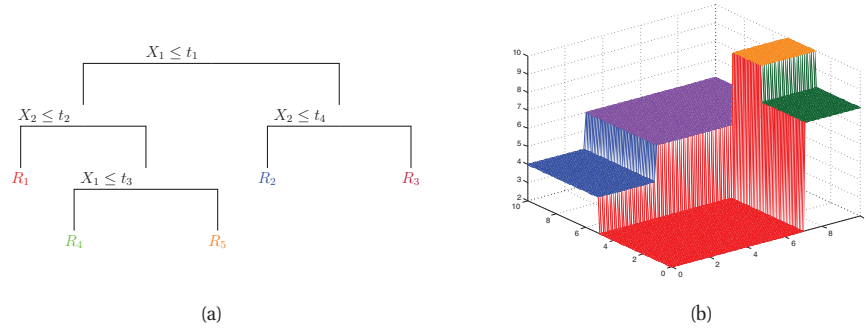 X₁ ≤ t₁
X₂ ≤ t₂
X₂ ≤ t₄
R₁
X₁ ≤ t₃
R₂
R₃
R₄
R₅
(a)
10
9
8
7
6
5
4
3
2
10
8
6
4
2
0
0
2
4
6
8
(b)